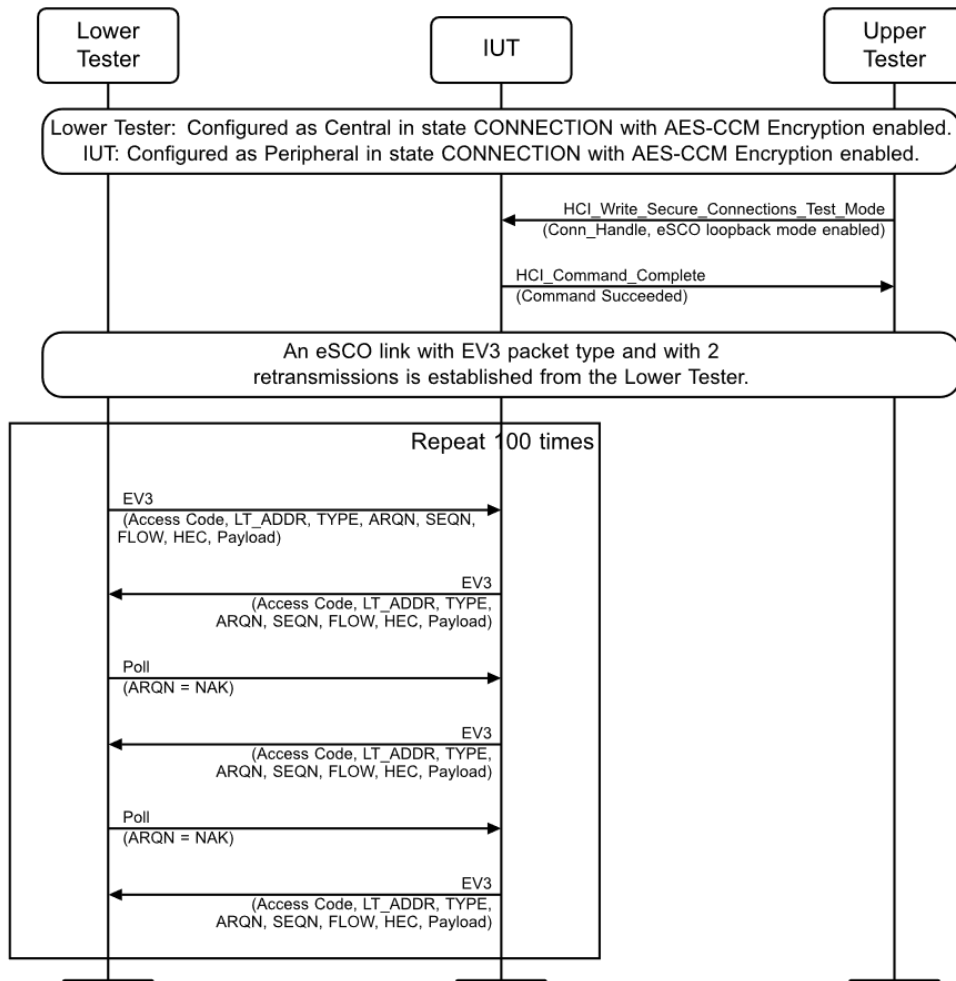 Lower
Tester
IUT
Upper
Tester
Lower Tester: Configured as Central in state CONNECTION with AES-CCM Encryption enabled.
IUT: Configured as Peripheral in state CONNECTION with AES-CCM Encryption enabled.
HCI_Write_Secure_Connections_Test_Mode
(Conn_Handle, eSCO loopback mode enabled)
HCI_Command_Complete
(Command Succeeded)
An eSCO link with EV3 packet type and with 2
retransmissions is established from the Lower Tester.
Repeat 100 times
EV3
(Access Code, LT_ADDR, TYPE, ARQN, SEQN,
FLOW, HEC, Payload)
EV3
(Access Code, LT_ADDR, TYPE,
ARQN, SEQN, FLOW, HEC, Payload)
Poll
(ARQN = NAK)
EV3
(Access Code, LT_ADDR, TYPE,
ARQN, SEQN, FLOW, HEC, Payload)
Poll
(ARQN = NAK)
EV3
(Access Code, LT_ADDR, TYPE,
ARQN, SEQN, FLOW, HEC, Payload)